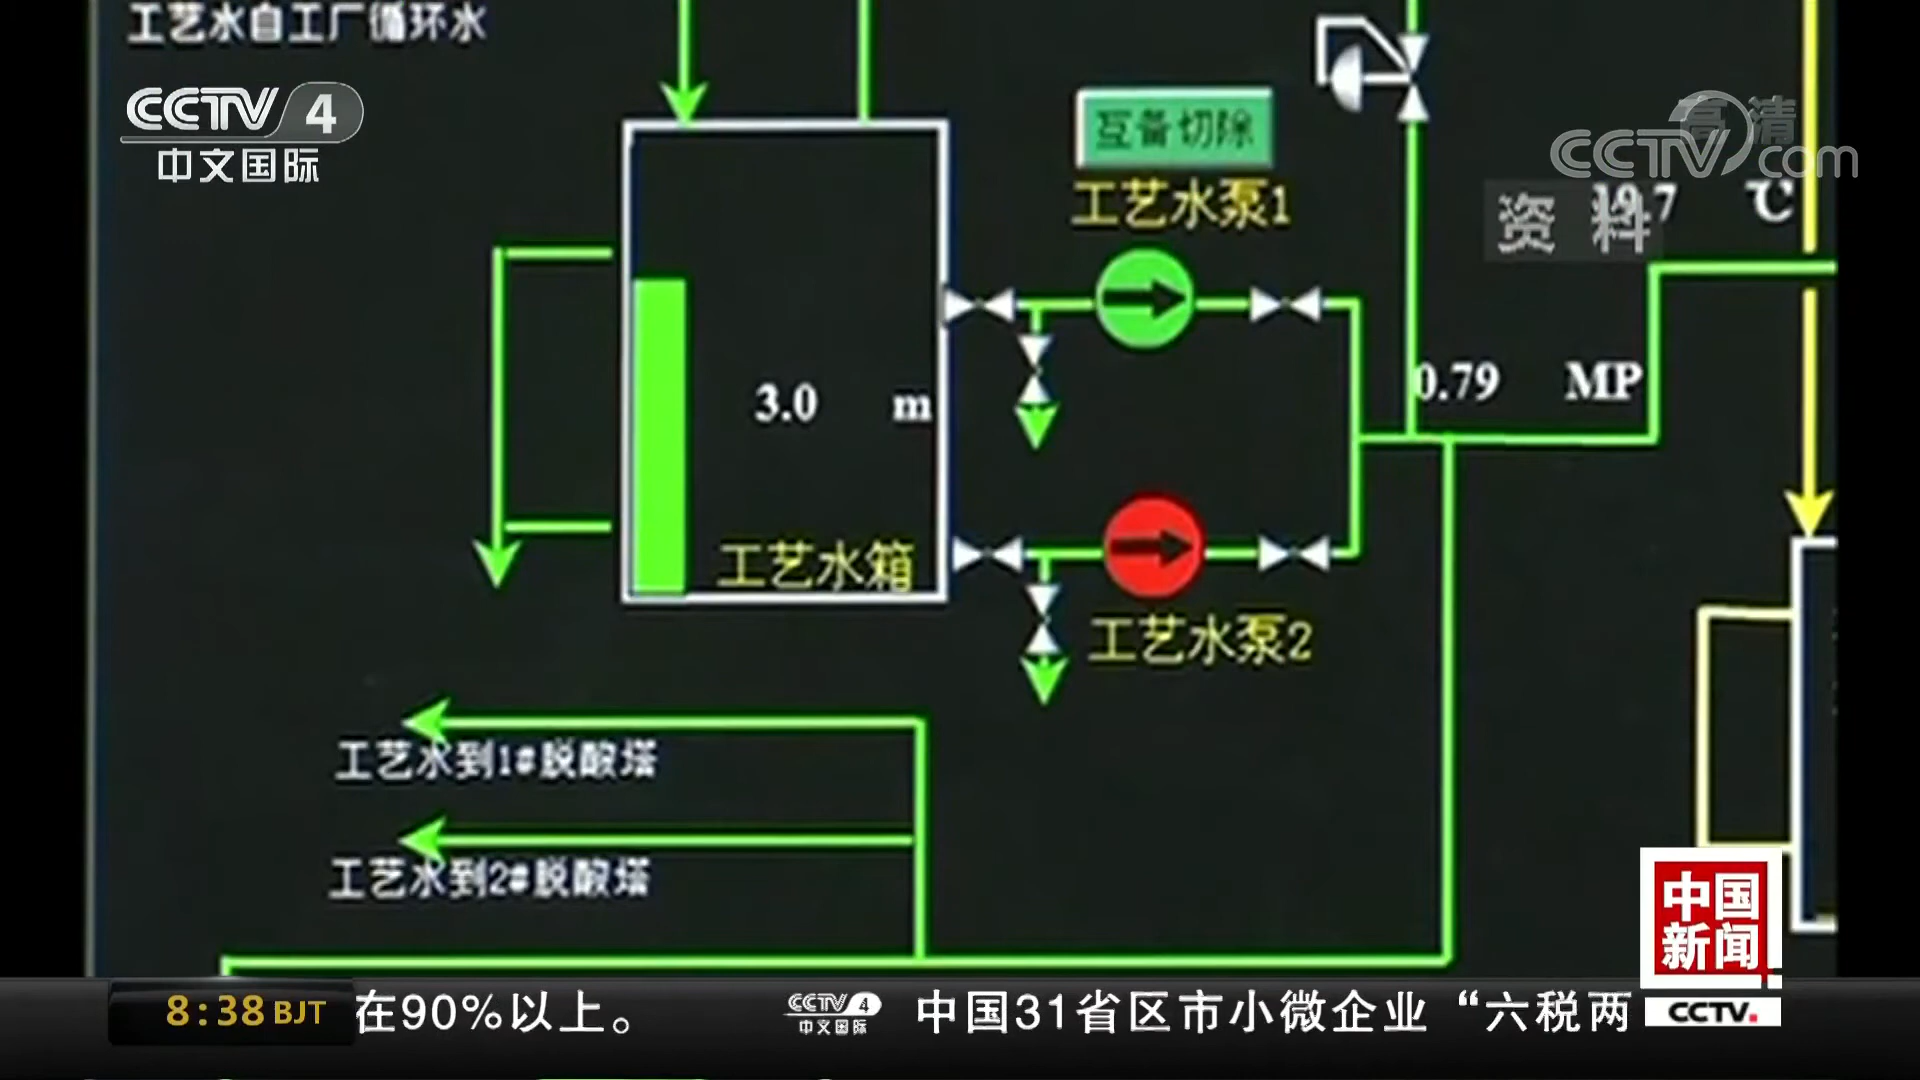 工艺水自工厂循环水
CCTV 4
中文国际
互备切除
工艺水泵1
高清
CCTV.com
资料
19.7 ℃
3.0 m
0.79 MP
工艺水箱
工艺水泵2
工艺水到1#脱酸塔
工艺水到2#脱酸塔
中国
新闻
CCTV.
8:38 BJT
在90%以上。
CCTV 4
中文国际
中国31省区市小微企业“六税两